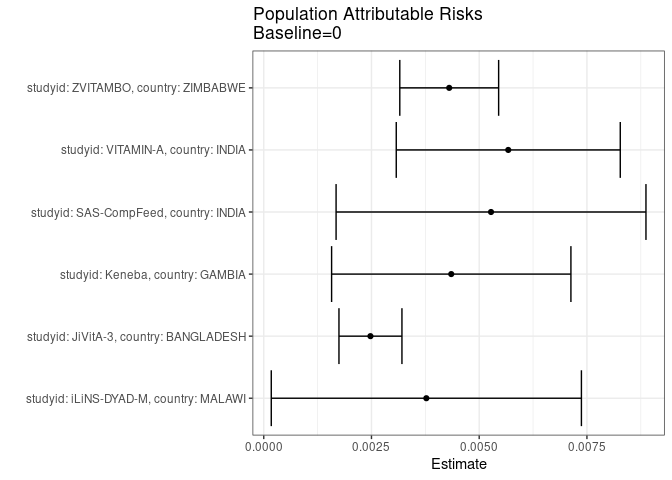 Population Attributable Risks
Baseline=0
studyid: ZVITAMBO, country: ZIMBABWE
studyid: VITAMIN-A, country: INDIA
studyid: SAS-CompFeed, country: INDIA
studyid: Keneba, country: GAMBIA
studyid: JiVitA-3, country: BANGLADESH
studyid: iLiNS-DYAD-M, country: MALAWI
0.0000 0.0025 0.0050 0.0075
Estimate